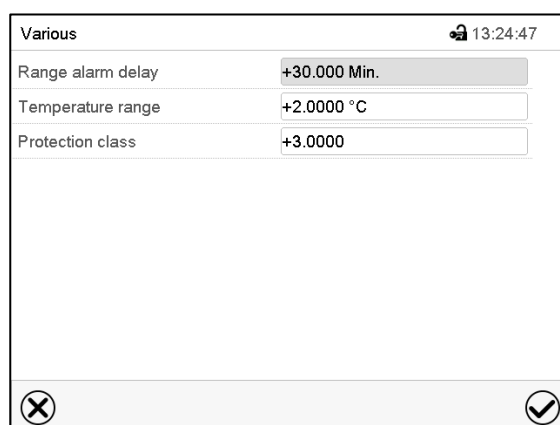 Various 13:24:47
Range alarm delay +30.000 Min.
Temperature range +2.0000 °C
Protection class +3.0000